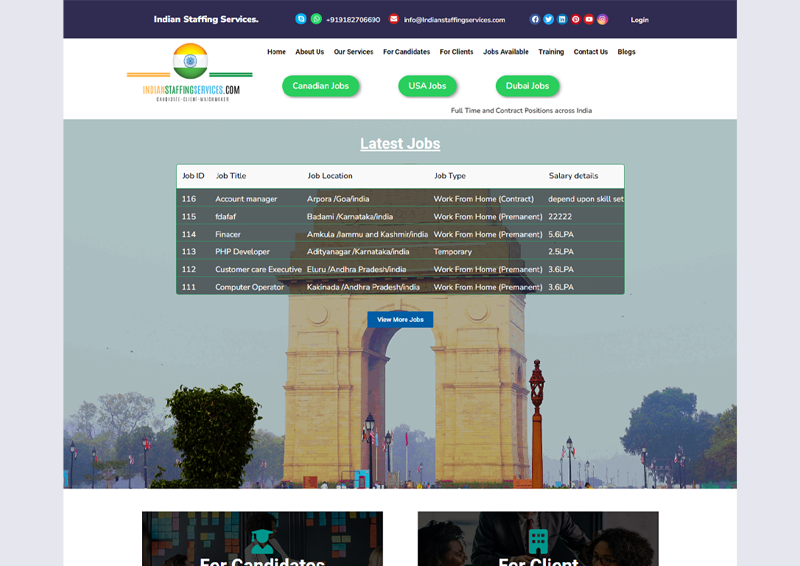 Indian Staffing Services.
+919182706690
info@Indianstaffingservices.com
Login
Home About Us Our Services For Candidates For Clients Jobs Available Training Contact Us Blogs
INDIANSTAFFINGSERVICES.COM
CANDIDATE-CLIENT-MATCHMAKER
Canadian Jobs USA Jobs Dubai Jobs
Full Time and Contract Positions across India
Latest Jobs
Job ID Job Title Job Location Job Type Salary details
116 Account manager Arpora /Goa/india Work From Home (Contract) depend upon skill set
115 fdafaf Badami /Karnataka/india Work From Home (Premanent) 22222
114 Finacer Amkula /Jammu and Kashmir/india Work From Home (Premanent) 5.6LPA
113 PHP Developer Adityanagar /Karnataka/india Temporary 2.5LPA
112 Customer care Executive Eluru /Andhra Pradesh/india Work From Home (Premanent) 3.6LPA
111 Computer Operator Kakinada /Andhra Pradesh/india Work From Home (Premanent) 3.6LPA
View More Jobs
For Candidates For Client